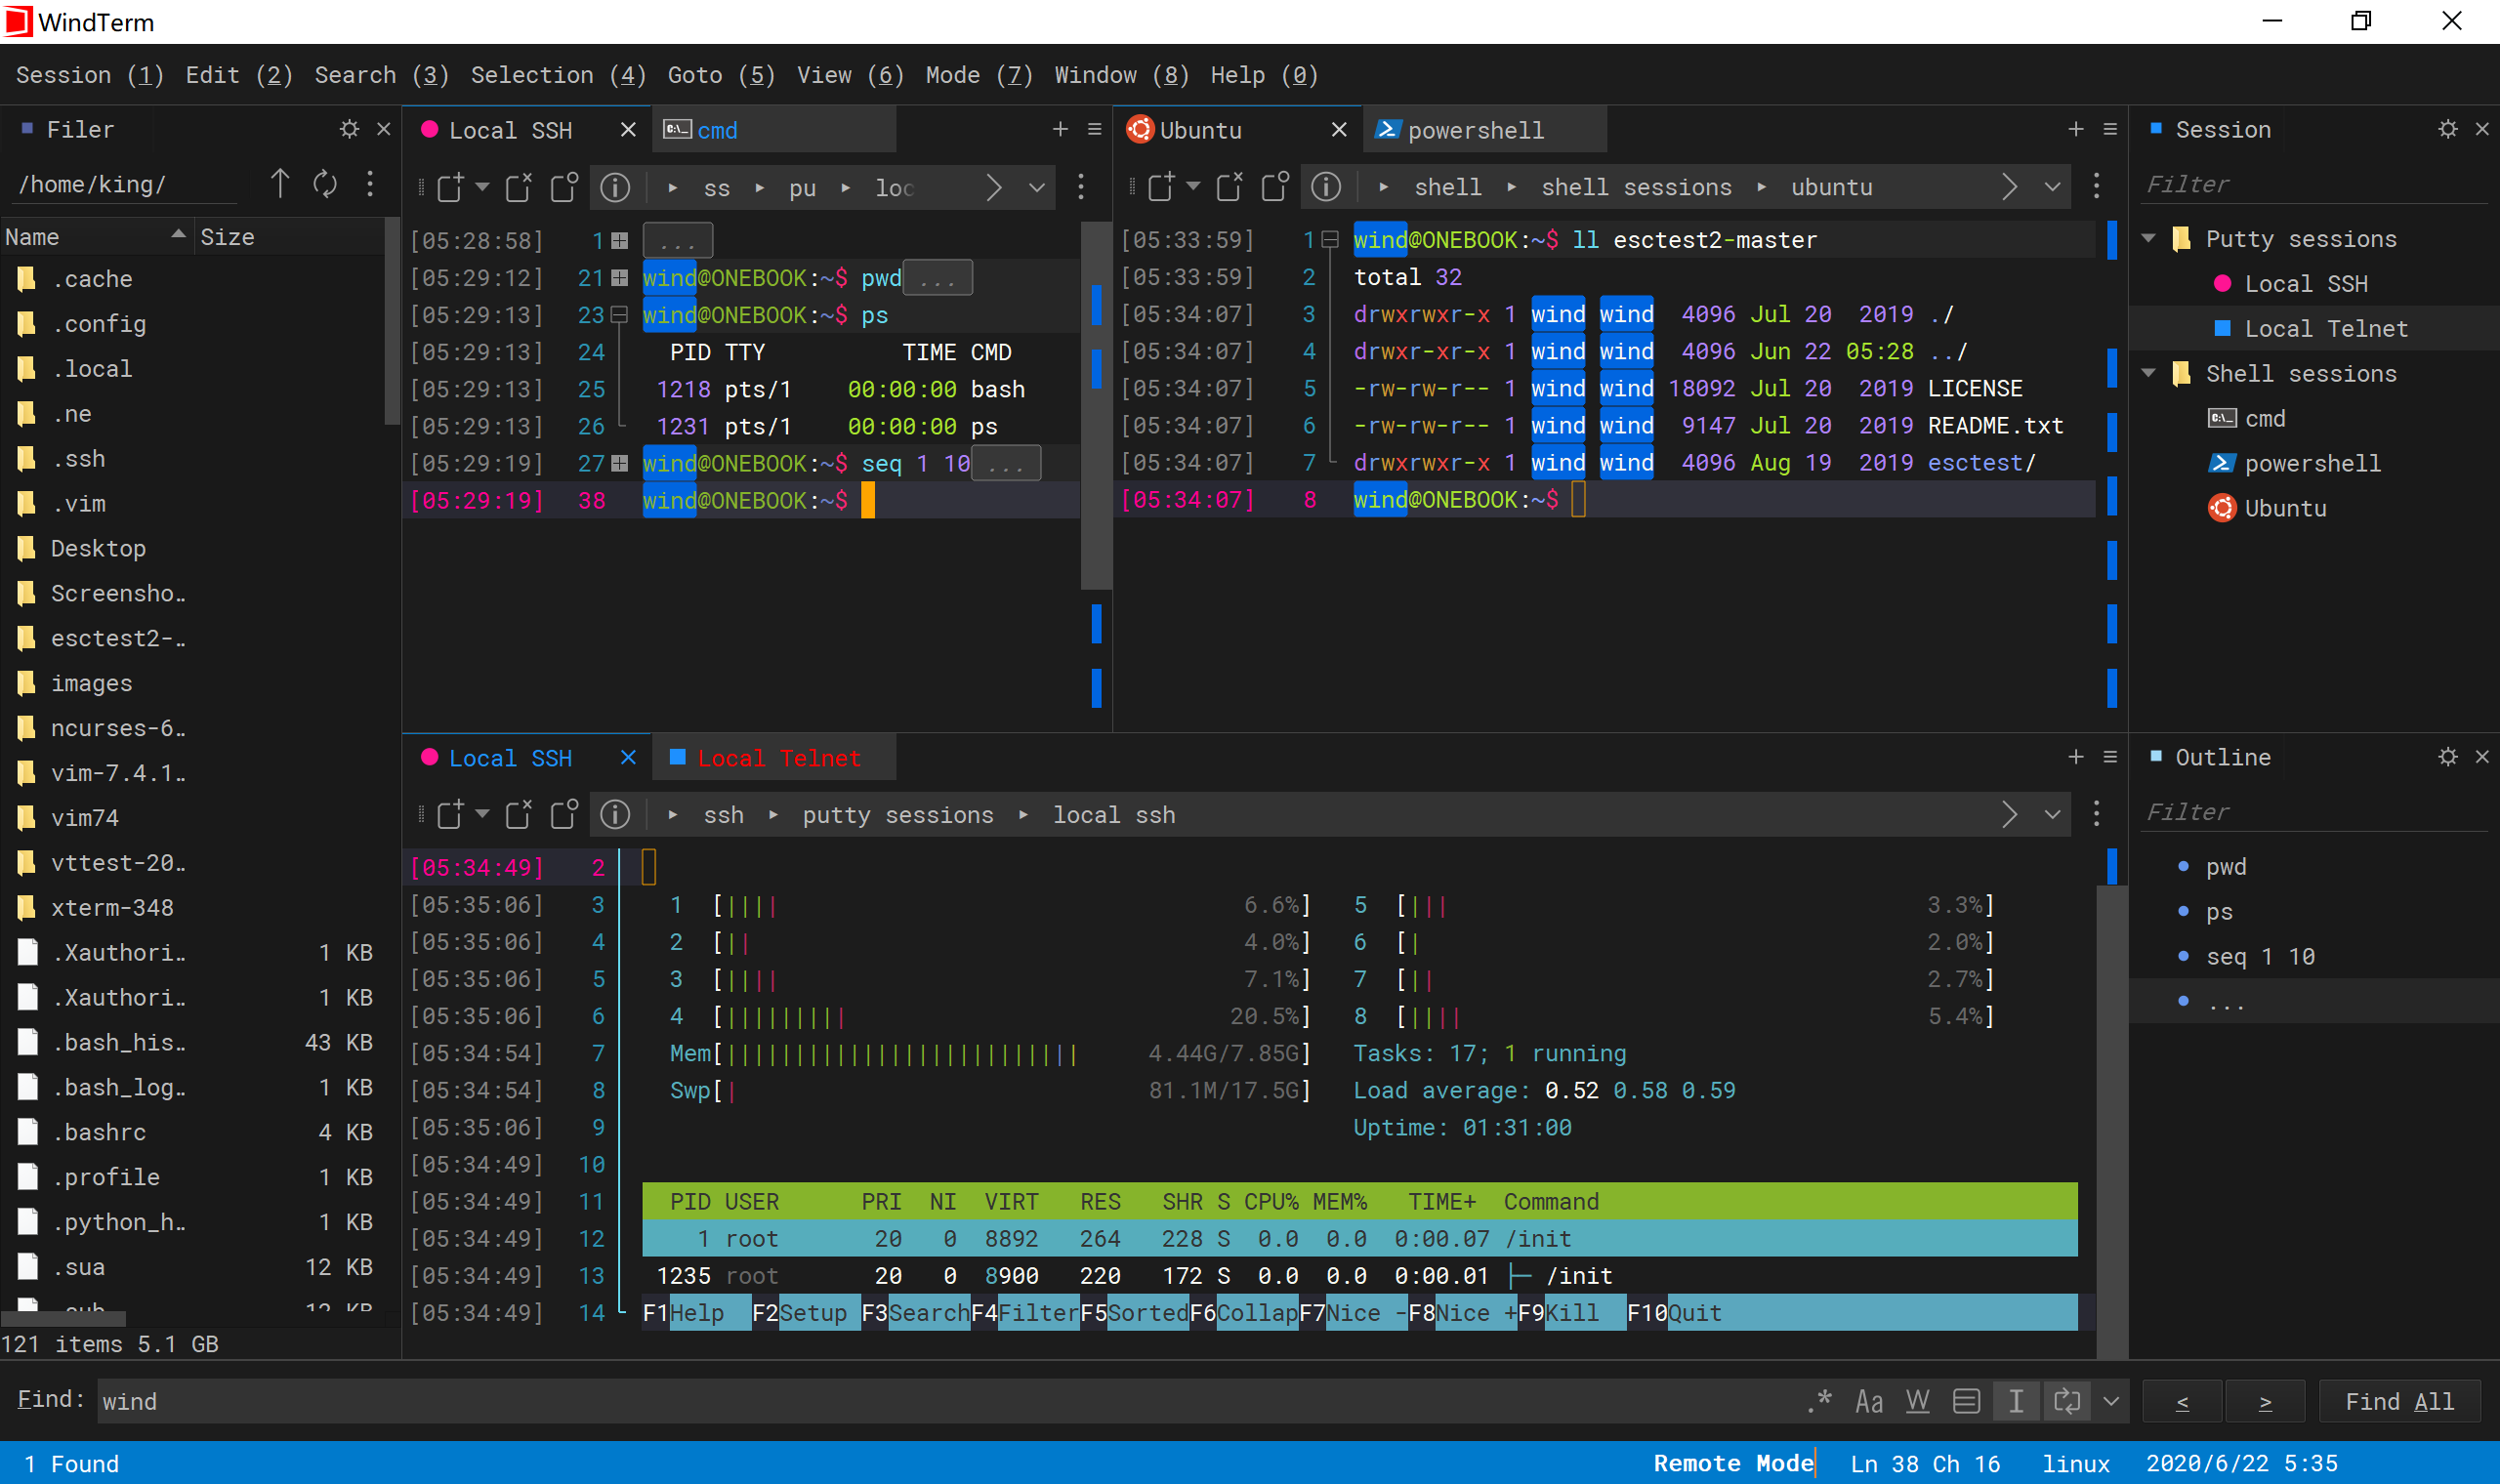 WindTerm
Session (1) Edit (2) Search (3) Selection (4) Goto (5) View (6) Mode (7) Window (8) Help (0)
Filer
/home/king/
Name Size
.cache
.config
.local
.ne
.ssh
.vim
Desktop
Screensho…
esctest2-…
images
ncurses-6…
vim-7.4.1…
vim74
vttest-20…
xterm-348
.Xauthori… 1 KB
.Xauthori… 1 KB
.bash_his… 43 KB
.bash_log… 1 KB
.bashrc 4 KB
.profile 1 KB
.python_h… 1 KB
.sua 12 KB
121 items 5.1 GB
Local SSH cmd
ss pu loc
[05:28:58] 1 ...
[05:29:12] 21 wind@ONEBOOK:~$ pwd ...
[05:29:13] 23 wind@ONEBOOK:~$ ps
[05:29:13] 24 PID TTY TIME CMD
[05:29:13] 25 1218 pts/1 00:00:00 bash
[05:29:13] 26 1231 pts/1 00:00:00 ps
[05:29:19] 27 wind@ONEBOOK:~$ seq 1 10 ...
[05:29:19] 38 wind@ONEBOOK:~$
Ubuntu powershell
shell shell sessions ubuntu
[05:33:59] 1 wind@ONEBOOK:~$ ll esctest2-master
[05:33:59] 2 total 32
[05:34:07] 3 drwxrwxr-x 1 wind wind 4096 Jul 20 2019 ./
[05:34:07] 4 drwxr-xr-x 1 wind wind 4096 Jun 22 05:28 ../
[05:34:07] 5 -rw-rw-r-- 1 wind wind 18092 Jul 20 2019 LICENSE
[05:34:07] 6 -rw-rw-r-- 1 wind wind 9147 Jul 20 2019 README.txt
[05:34:07] 7 drwxrwxr-x 1 wind wind 4096 Aug 19 2019 esctest/
[05:34:07] 8 wind@ONEBOOK:~$
Session
Filter
Putty sessions
Local SSH
Local Telnet
Shell sessions
cmd
powershell
Ubuntu
Local SSH Local Telnet
ssh putty sessions local ssh
[05:34:49] 2
[05:35:06] 3 1 [|||| 6.6%] 5 [||| 3.3%]
[05:35:06] 4 2 [|| 4.0%] 6 [| 2.0%]
[05:35:06] 5 3 [|||| 7.1%] 7 [|| 2.7%]
[05:35:06] 6 4 [||||||||| 20.5%] 8 [|||| 5.4%]
[05:34:54] 7 Mem[|||||||||||||||||||||||||| 4.44G/7.85G] Tasks: 17; 1 running
[05:34:54] 8 Swp[| 81.1M/17.5G] Load average: 0.52 0.58 0.59
[05:35:06] 9 Uptime: 01:31:00
[05:34:49] 10
[05:34:49] 11 PID USER PRI NI VIRT RES SHR S CPU% MEM% TIME+ Command
[05:34:49] 12 1 root 20 0 8892 264 228 S 0.0 0.0 0:00.07 /init
[05:34:49] 13 1235 root 20 0 8900 220 172 S 0.0 0.0 0:00.01 ├─ /init
[05:34:49] 14 F1Help F2Setup F3SearchF4FilterF5SortedF6CollapF7Nice -F8Nice +F9Kill F10Quit
Outline
Filter
pwd
ps
seq 1 10
...
Find: wind .* Aa W < > Find All
1 Found Remote Mode Ln 38 Ch 16 linux 2020/6/22 5:35